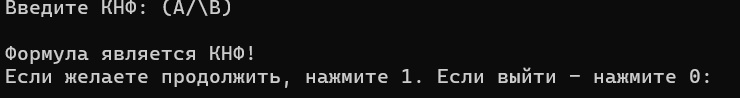 Введите КНФ: (A/\B)
Формула является КНФ!
Если желаете продолжить, нажмите 1. Если выйти - нажмите 0: